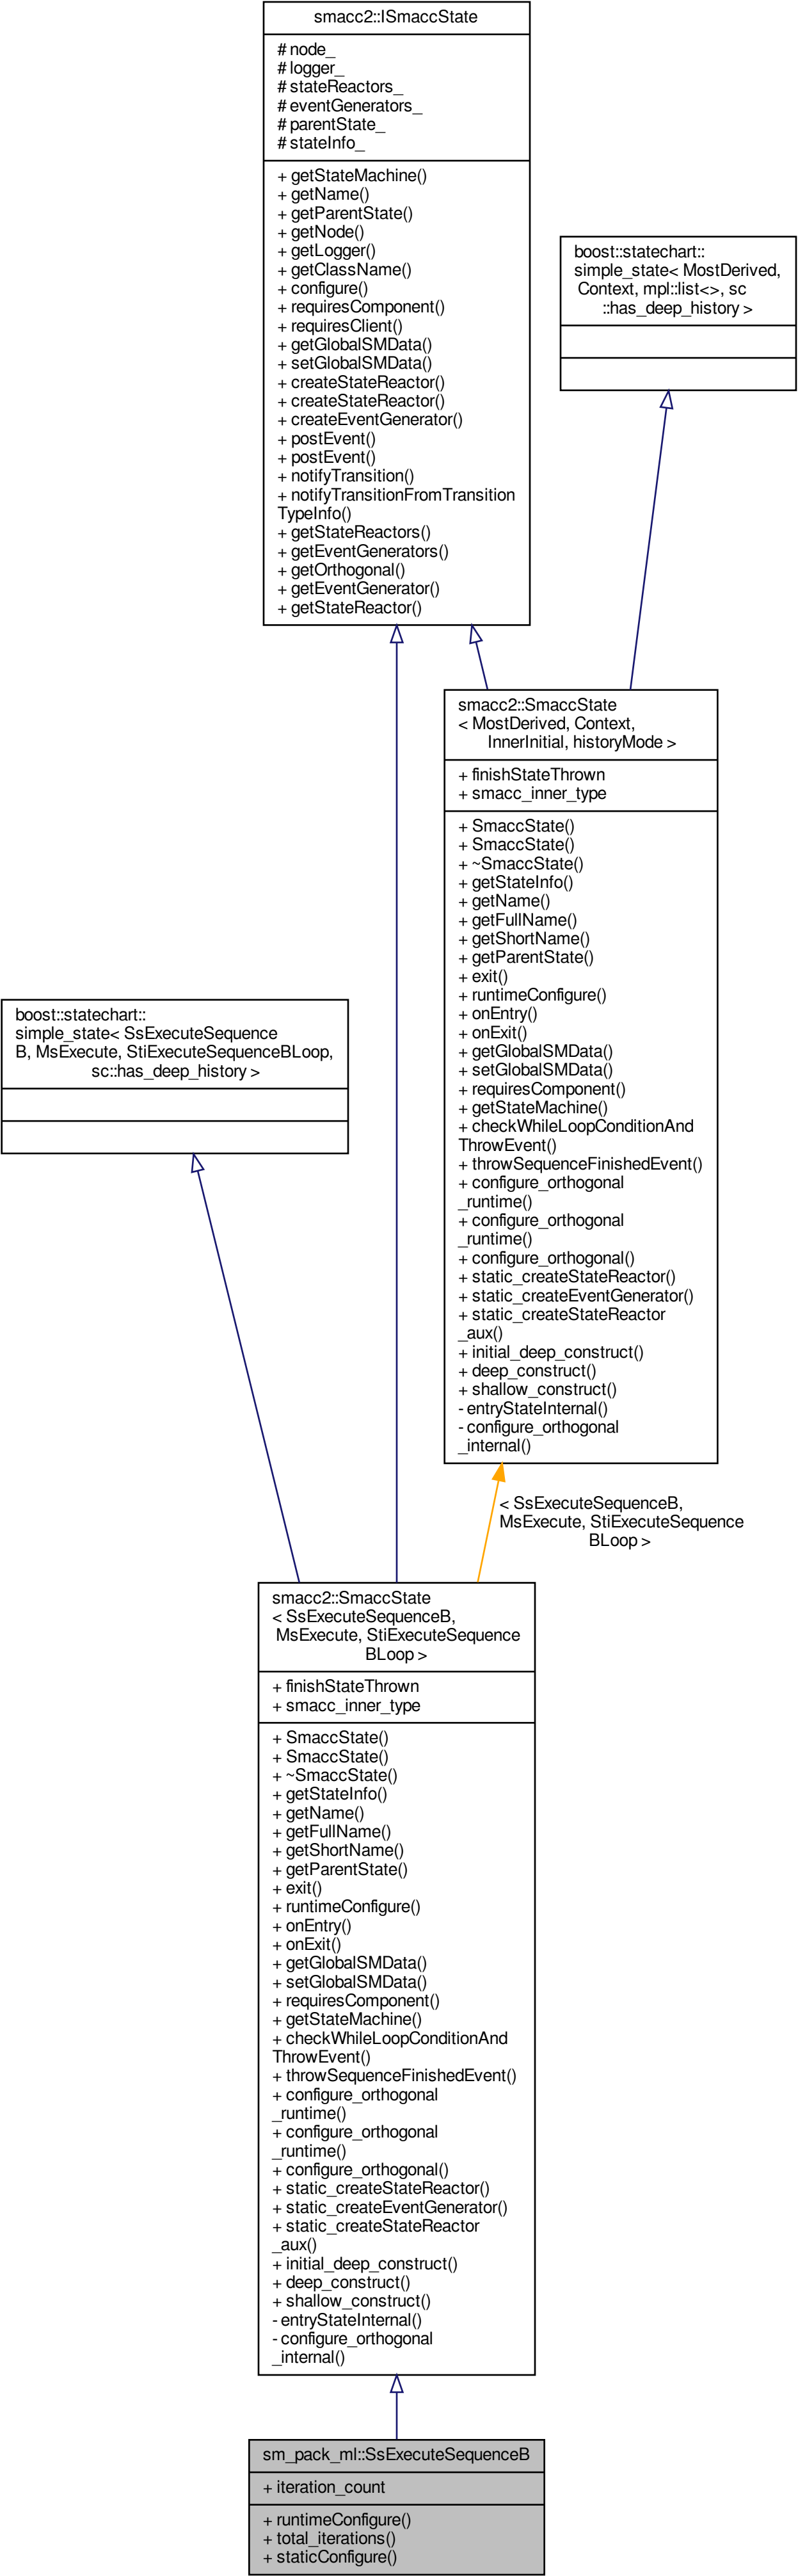 smacc2::ISmaccState
# node_
# logger_
# stateReactors_
# eventGenerators_
# parentState_
# stateInfo_
+ getStateMachine()
+ getName()
+ getParentState()
+ getNode()
+ getLogger()
+ getClassName()
+ configure()
+ requiresComponent()
+ requiresClient()
+ getGlobalSMData()
+ setGlobalSMData()
+ createStateReactor()
+ createStateReactor()
+ createEventGenerator()
+ postEvent()
+ postEvent()
+ notifyTransition()
+ notifyTransitionFromTransition
TypeInfo()
+ getStateReactors()
+ getEventGenerators()
+ getOrthogonal()
+ getEventGenerator()
+ getStateReactor()
boost::statechart::
simple_state< MostDerived,
Context, mpl::list<>, sc
::has_deep_history >
smacc2::SmaccState
< MostDerived, Context,
InnerInitial, historyMode >
+ finishStateThrown
+ smacc_inner_type
+ SmaccState()
+ SmaccState()
+ ~SmaccState()
+ getStateInfo()
+ getName()
+ getFullName()
+ getShortName()
+ getParentState()
+ exit()
+ runtimeConfigure()
+ onEntry()
+ onExit()
+ getGlobalSMData()
+ setGlobalSMData()
+ requiresComponent()
+ getStateMachine()
+ checkWhileLoopConditionAnd
ThrowEvent()
+ throwSequenceFinishedEvent()
+ configure_orthogonal
_runtime()
+ configure_orthogonal
_runtime()
+ configure_orthogonal()
+ static_createStateReactor()
+ static_createEventGenerator()
+ static_createStateReactor
_aux()
+ initial_deep_construct()
+ deep_construct()
+ shallow_construct()
- entryStateInternal()
- configure_orthogonal
_internal()
boost::statechart::
simple_state< SsExecuteSequence
B, MsExecute, StiExecuteSequenceBLoop,
sc::has_deep_history >
< SsExecuteSequenceB,
MsExecute, StiExecuteSequence
BLoop >
smacc2::SmaccState
< SsExecuteSequenceB,
MsExecute, StiExecuteSequence
BLoop >
+ finishStateThrown
+ smacc_inner_type
+ SmaccState()
+ SmaccState()
+ ~SmaccState()
+ getStateInfo()
+ getName()
+ getFullName()
+ getShortName()
+ getParentState()
+ exit()
+ runtimeConfigure()
+ onEntry()
+ onExit()
+ getGlobalSMData()
+ setGlobalSMData()
+ requiresComponent()
+ getStateMachine()
+ checkWhileLoopConditionAnd
ThrowEvent()
+ throwSequenceFinishedEvent()
+ configure_orthogonal
_runtime()
+ configure_orthogonal
_runtime()
+ configure_orthogonal()
+ static_createStateReactor()
+ static_createEventGenerator()
+ static_createStateReactor
_aux()
+ initial_deep_construct()
+ deep_construct()
+ shallow_construct()
- entryStateInternal()
- configure_orthogonal
_internal()
sm_pack_ml::SsExecuteSequenceB
+ iteration_count
+ runtimeConfigure()
+ total_iterations()
+ staticConfigure()